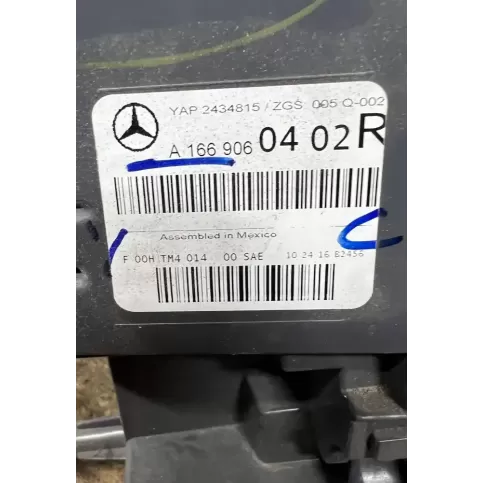 YAP 2434815 / ZGS: 005 Q-002
A 166 906 04 02 R
Assembled in Mexico
F 00H TM4 014 00 SAE 10 24 16 82456